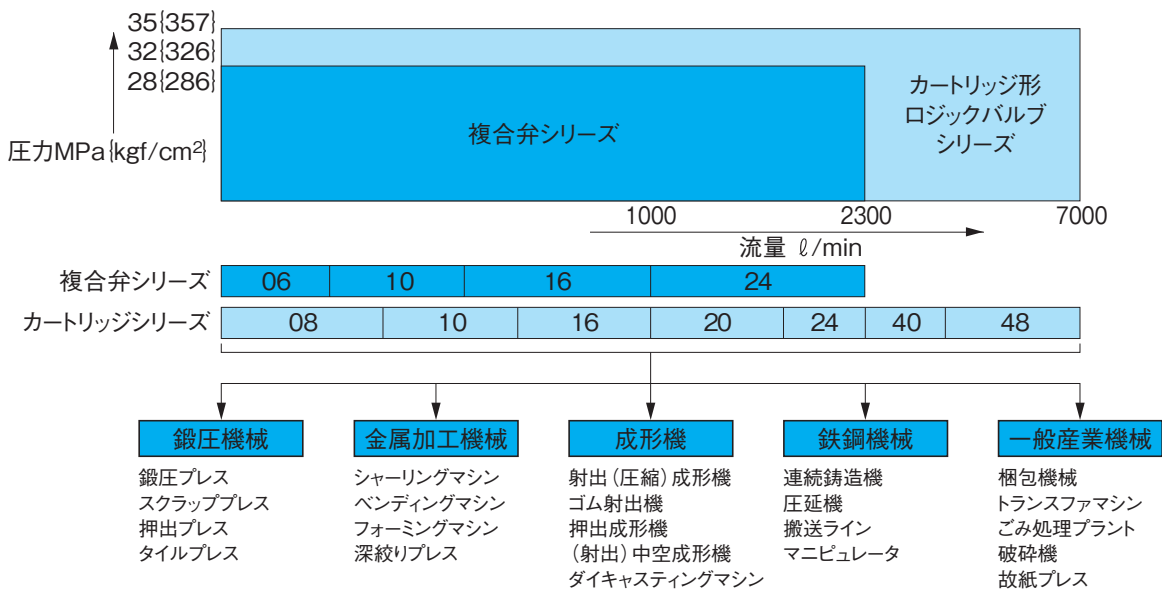 35{357}
32{326}
28{286}
圧力MPa{kgf/cm²}
複合弁シリーズ
カートリッジ形
ロジックバルブ
シリーズ
1000 2300 7000
流量 ℓ/min
複合弁シリーズ 06 10 16 24
カートリッジシリーズ 08 10 16 20 24 40 48
鍛圧機械
鍛圧プレス
スクラッププレス
押出プレス
タイルプレス
金属加工機械
シャーリングマシン
ベンディングマシン
フォーミングマシン
深絞りプレス
成形機
射出(圧縮)成形機
ゴム射出機
押出成形機
(射出)中空成形機
ダイキャスティングマシン
鉄鋼機械
連続鋳造機
圧延機
搬送ライン
マニピュレータ
一般産業機械
梱包機械
トランスファマシン
ごみ処理プラント
破砕機
故紙プレス